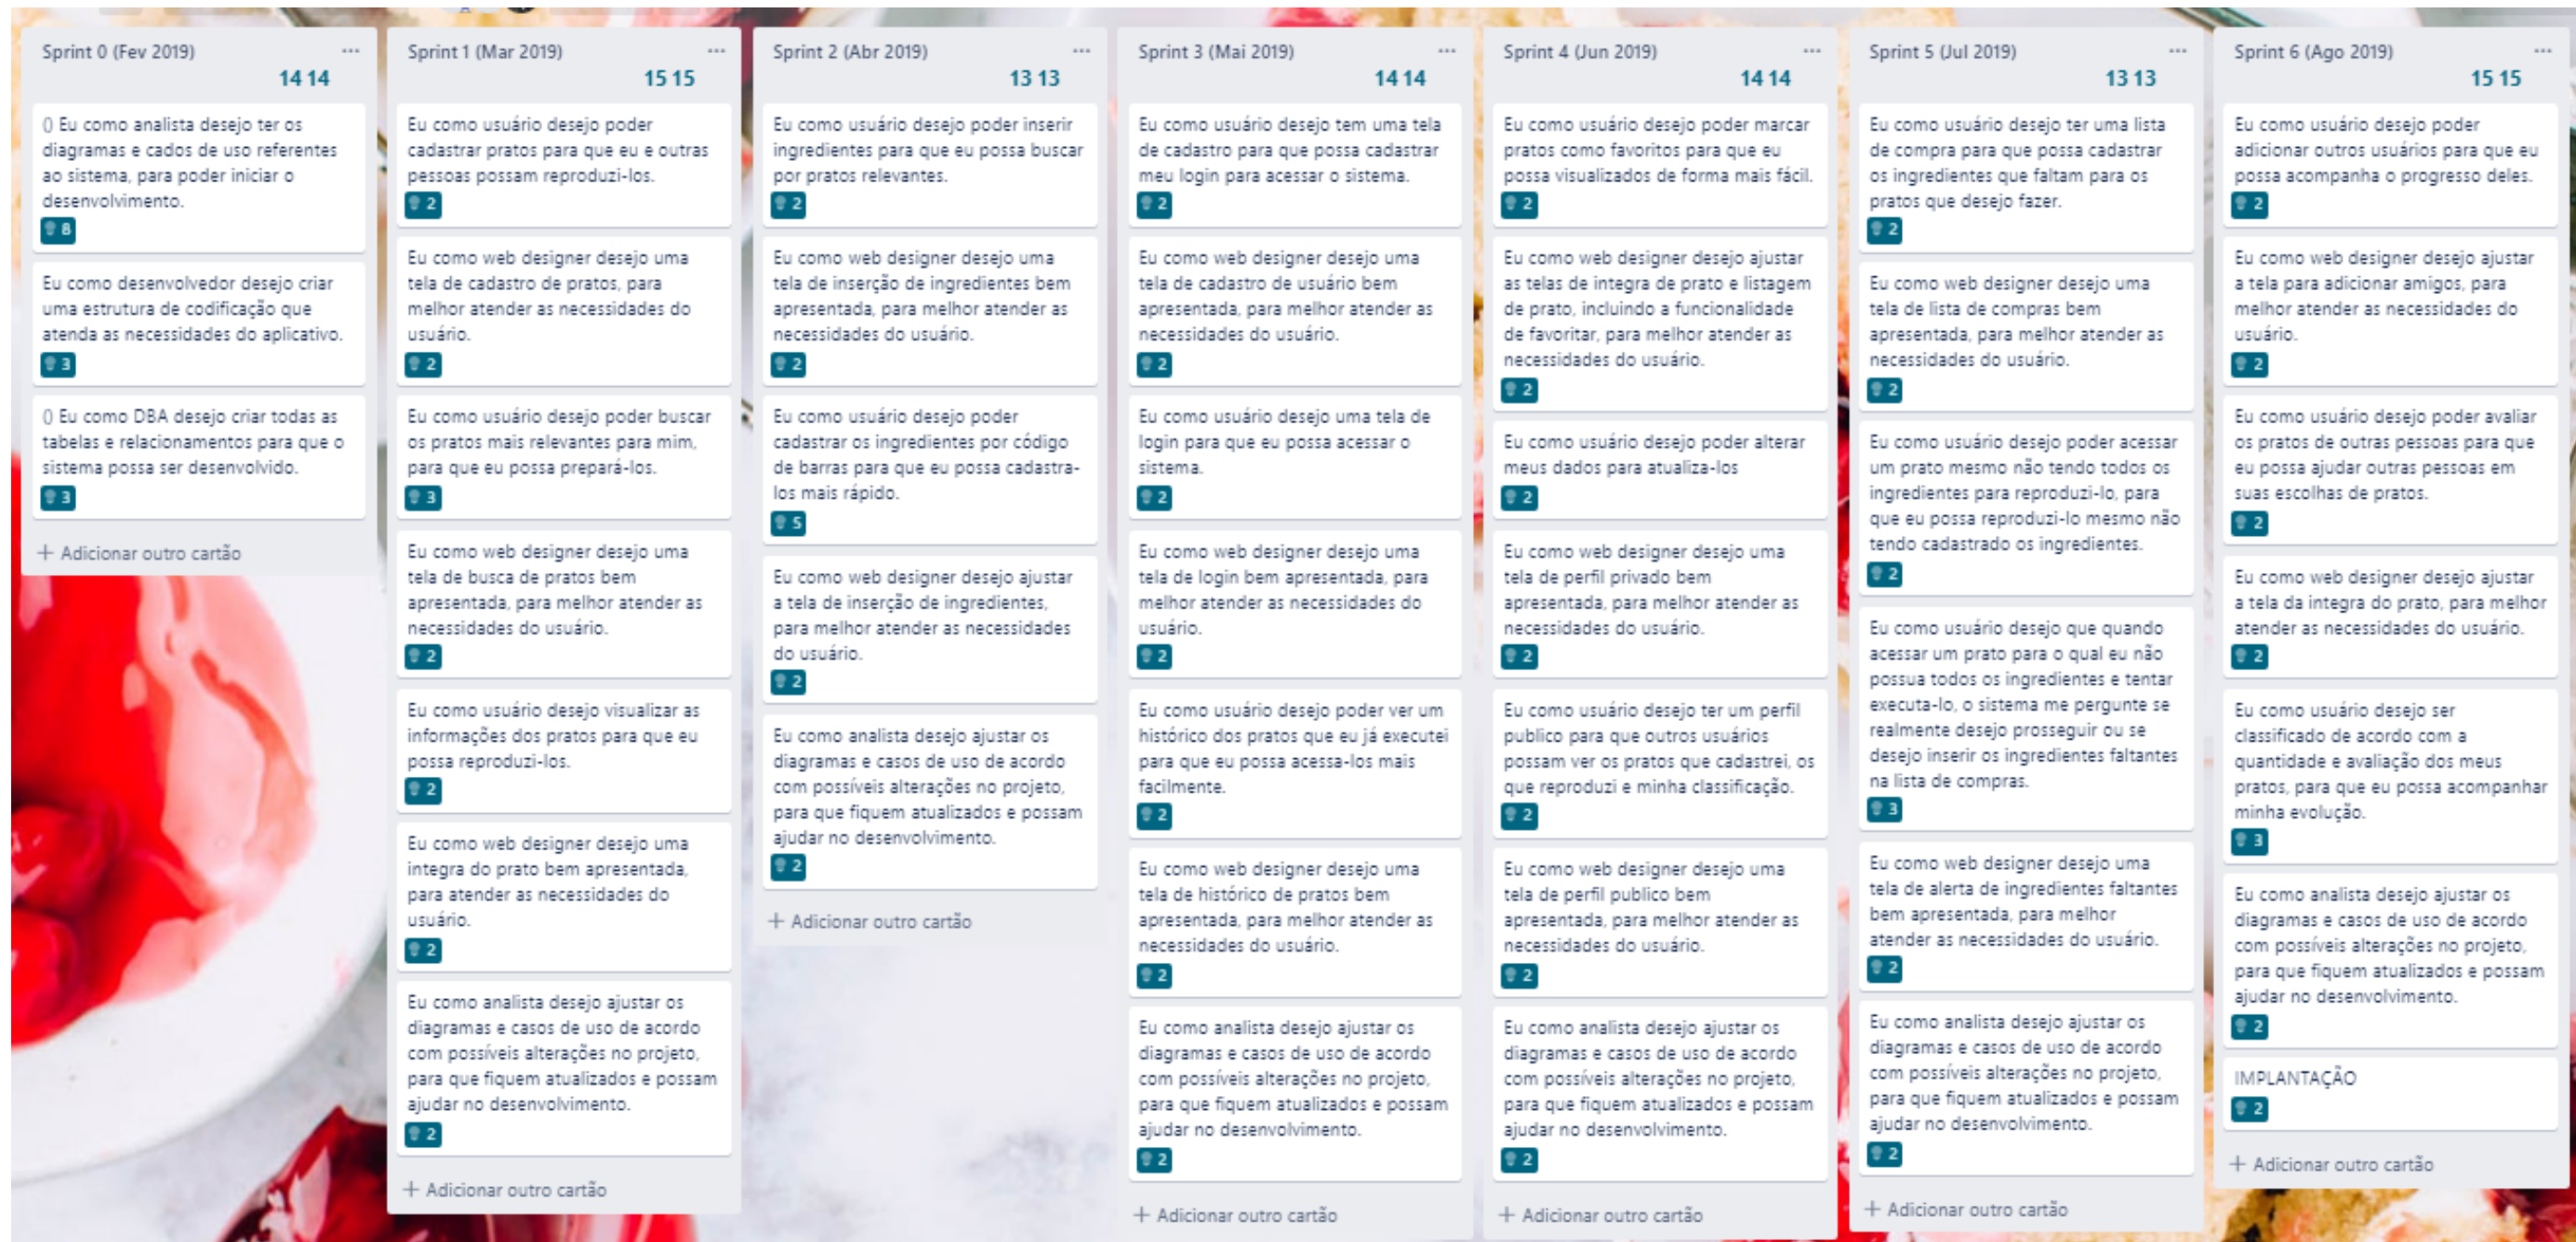 Sprint 0 (Fev 2019)
14 14
() Eu como analista desejo ter os
diagramas e cados de uso referentes
ao sistema, para poder iniciar o
desenvolvimento.
8
Eu como desenvolvedor desejo criar
uma estrutura de codificação que
atenda as necessidades do aplicativo.
3
() Eu como DBA desejo criar todas as
tabelas e relacionamentos para que o
sistema possa ser desenvolvido.
3
+ Adicionar outro cartão
Sprint 1 (Mar 2019)
15 15
Eu como usuário desejo poder
cadastrar pratos para que eu e outras
pessoas possam reproduzi-los.
2
Eu como web designer desejo uma
tela de cadastro de pratos, para
melhor atender as necessidades do
usuário.
2
Eu como usuário desejo poder buscar
os pratos mais relevantes para mim,
para que eu possa prepará-los.
3
Eu como web designer desejo uma
tela de busca de pratos bem
apresentada, para melhor atender as
necessidades do usuário.
2
Eu como usuário desejo visualizar as
informações dos pratos para que eu
possa reproduzi-los.
2
Eu como web designer desejo uma
integra do prato bem apresentada,
para atender as necessidades do
usuário.
2
Eu como analista desejo ajustar os
diagramas e casos de uso de acordo
com possíveis alterações no projeto,
para que fiquem atualizados e possam
ajudar no desenvolvimento.
2
+ Adicionar outro cartão
Sprint 2 (Abr 2019)
13 13
Eu como usuário desejo poder inserir
ingredientes para que eu possa buscar
por pratos relevantes.
2
Eu como web designer desejo uma
tela de inserção de ingredientes bem
apresentada, para melhor atender as
necessidades do usuário.
2
Eu como usuário desejo poder
cadastrar os ingredientes por código
de barras para que eu possa cadastra-
los mais rápido.
5
Eu como web designer desejo ajustar
a tela de inserção de ingredientes,
para melhor atender as necessidades
do usuário.
2
Eu como analista desejo ajustar os
diagramas e casos de uso de acordo
com possíveis alterações no projeto,
para que fiquem atualizados e possam
ajudar no desenvolvimento.
2
+ Adicionar outro cartão
Sprint 3 (Mai 2019)
14 14
Eu como usuário desejo tem uma tela
de cadastro para que possa cadastrar
meu login para acessar o sistema.
2
Eu como web designer desejo uma
tela de cadastro de usuário bem
apresentada, para melhor atender as
necessidades do usuário.
2
Eu como usuário desejo uma tela de
login para que eu possa acessar o
sistema.
2
Eu como web designer desejo uma
tela de login bem apresentada, para
melhor atender as necessidades do
usuário.
2
Eu como usuário desejo poder ver um
histórico dos pratos que eu já executei
para que eu possa acessa-los mais
facilmente.
2
Eu como web designer desejo uma
tela de histórico de pratos bem
apresentada, para melhor atender as
necessidades do usuário.
2
Eu como analista desejo ajustar os
diagramas e casos de uso de acordo
com possíveis alterações no projeto,
para que fiquem atualizados e possam
ajudar no desenvolvimento.
2
+ Adicionar outro cartão
Sprint 4 (Jun 2019)
14 14
Eu como usuário desejo poder marcar
pratos como favoritos para que eu
possa visualizados de forma mais fácil.
2
Eu como web designer desejo ajustar
as telas de integra de prato e listagem
de prato, incluindo a funcionalidade
de favoritar, para melhor atender as
necessidades do usuário.
2
Eu como usuário desejo poder alterar
meus dados para atualiza-los
2
Eu como web designer desejo uma
tela de perfil privado bem
apresentada, para melhor atender as
necessidades do usuário.
2
Eu como usuário desejo ter um perfil
publico para que outros usuários
possam ver os pratos que cadastrei, os
que reproduzi e minha classificação.
2
Eu como web designer desejo uma
tela de perfil publico bem
apresentada, para melhor atender as
necessidades do usuário.
2
Eu como analista desejo ajustar os
diagramas e casos de uso de acordo
com possíveis alterações no projeto,
para que fiquem atualizados e possam
ajudar no desenvolvimento.
2
+ Adicionar outro cartão
Sprint 5 (Jul 2019)
13 13
Eu como usuário desejo ter uma lista
de compra para que possa cadastrar
os ingredientes que faltam para os
pratos que desejo fazer.
2
Eu como web designer desejo uma
tela de lista de compras bem
apresentada, para melhor atender as
necessidades do usuário.
2
Eu como usuário desejo poder acessar
um prato mesmo não tendo todos os
ingredientes para reproduzi-lo, para
que eu possa reproduzi-lo mesmo não
tendo cadastrado os ingredientes.
2
Eu como usuário desejo que quando
acessar um prato para o qual eu não
possua todos os ingredientes e tentar
executa-lo, o sistema me pergunte se
realmente desejo prosseguir ou se
desejo inserir os ingredientes faltantes
na lista de compras.
3
Eu como web designer desejo uma
tela de alerta de ingredientes faltantes
bem apresentada, para melhor
atender as necessidades do usuário.
2
Eu como analista desejo ajustar os
diagramas e casos de uso de acordo
com possíveis alterações no projeto,
para que fiquem atualizados e possam
ajudar no desenvolvimento.
2
+ Adicionar outro cartão
Sprint 6 (Ago 2019)
15 15
Eu como usuário desejo poder
adicionar outros usuários para que eu
possa acompanha o progresso deles.
2
Eu como web designer desejo ajustar
a tela para adicionar amigos, para
melhor atender as necessidades do
usuário.
2
Eu como usuário desejo poder avaliar
os pratos de outras pessoas para que
eu possa ajudar outras pessoas em
suas escolhas de pratos.
2
Eu como web designer desejo ajustar
a tela da integra do prato, para melhor
atender as necessidades do usuário.
2
Eu como usuário desejo ser
classificado de acordo com a
quantidade e avaliação dos meus
pratos, para que eu possa acompanhar
minha evolução.
3
Eu como analista desejo ajustar os
diagramas e casos de uso de acordo
com possíveis alterações no projeto,
para que fiquem atualizados e possam
ajudar no desenvolvimento.
2
IMPLANTAÇÃO
2
+ Adicionar outro cartão